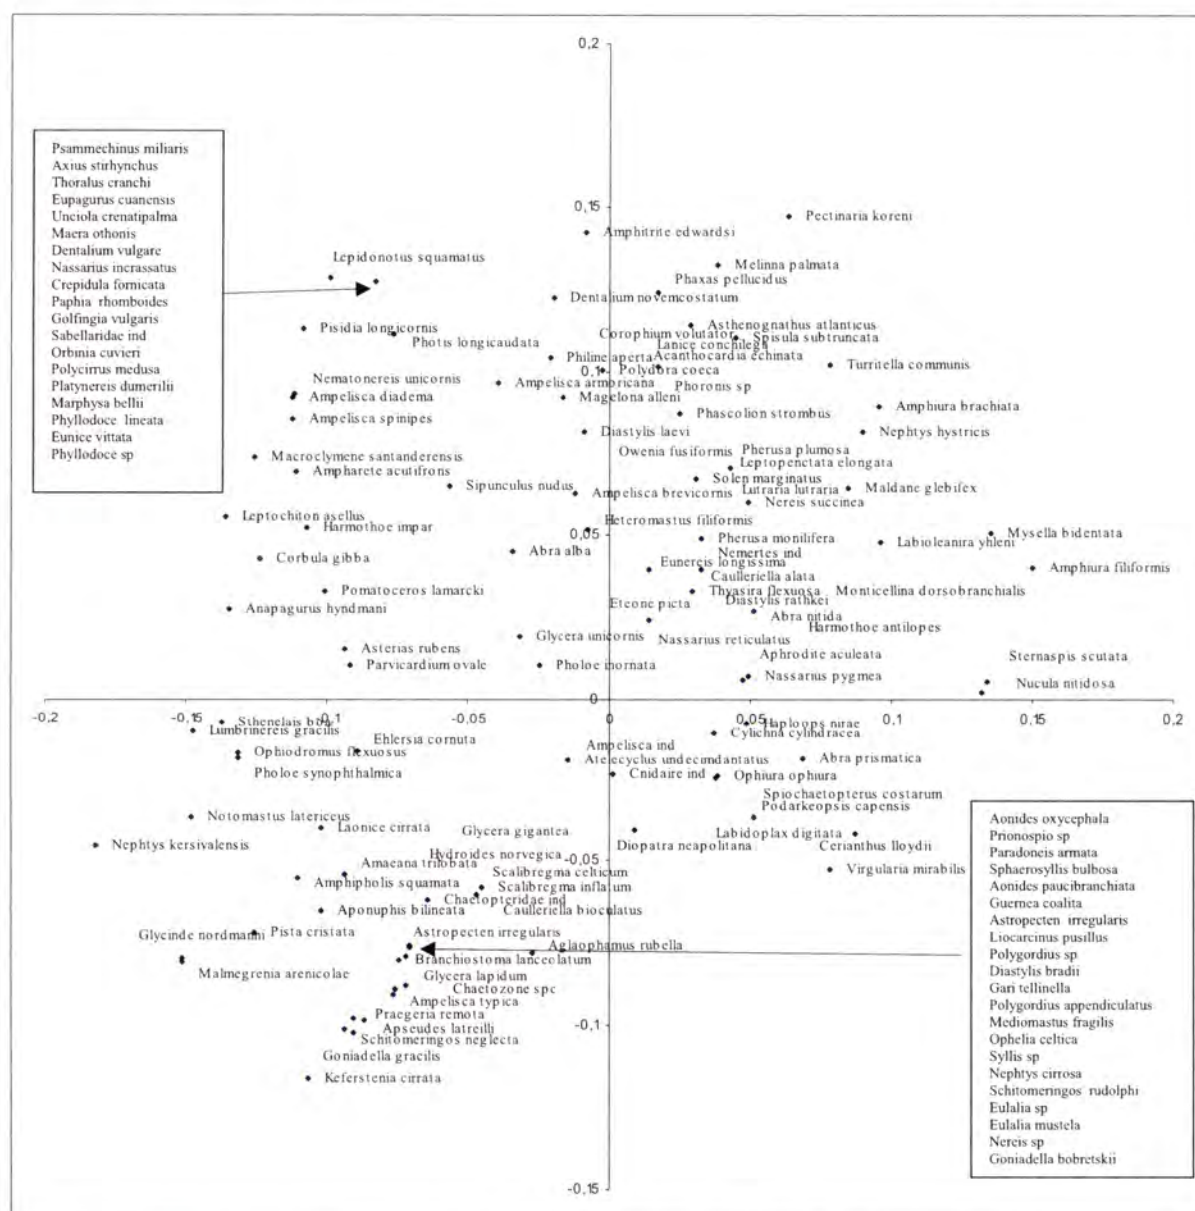 0,2
Psammechinus miliaris
Axius stirhynchus
Thoralus cranchi
Eupagurus cuanensis
Unciola crenatipalma
Maera othonis
Dentalium vulgare
Nassarius incrassatus
Crepidula fornicata
Paphia rhomboides
Golfingia vulgaris
Sabellaridae ind
Orbinia cuvieri
Polycirrus medusa
Platynereis dumerilii
Marphysa bellii
Phyllodoce lineata
Eunice vittata
Phyllodoce sp
0,15
Pectinaria koreni
Amphitrite edwardsi
Lepidonotus squamatus
Melinna palmata
Phaxas pellucidus
Dentalium novemcostatum
Pisidia longicornis
Asthenognathus atlanticus
Corophium volutator
Spisula subtruncata
Photis longicaudata
Lanice conchilega
Philine aperta
Acanthocardia echinata
Turritella communis
0,1
Polydora coeca
Nematonereis unicornis
Ampelisca armoricana
Phoronis sp
Ampelisca diadema
Magelona alleni
Amphiura brachiata
Ampelisca spinipes
Phascolion strombus
Diastylis laevi
Nephtys hystricis
Owenia fusiformis
Pherusa plumosa
Macroclymene santanderensis
Leptopenctata elongata
Ampharete acutifrons
Solen marginatus
Sipunculus nudus
Ampelisca brevicornis
Lutraria lutraria
Maldane glebifex
Nereis succinea
Leptochiton asellus
Harmothoe impar
Heteromastus filiformis
0,05
Mysella bidentata
Pherusa monilifera
Labioleanira yhleni
Abra alba
Nemertes ind
Corbula gibba
Eunereis longissima
Amphiura filiformis
Caulleriella alata
Pomatoceros lamarcki
Thyasira flexuosa
Monticellina dorsobranchialis
Anapagurus hyndmani
Eteone picta
Diastylis rathkei
Abra nitida
Harmothoe antilopes
Glycera unicornis
Nassarius reticulatus
Asterias rubens
Aphrodite aculeata
Sternaspis scutata
Parvicardium ovale
Pholoe inornata
Nassarius pygmea
Nucula nitidosa
0
-0,2
-0,15
-0,1
-0,05
0
0,05
0,1
0,15
0,2
Sthenelais boa
Haploops nirae
Lumbrinereis gracilis
Cylichna cylindracea
Ehlersia cornuta
Ampelisca ind
Ophiodromus flexuosus
Atelecyclus undecimdantatus
Abra prismatica
Pholoe synophthalmica
Cnidaire ind
Ophiura ophiura
Spiochaetopterus costarum
Podarkeopsis capensis
Notomastus latericeus
Laonice cirrata
Glycera gigantea
Labidoplax digitata
Nephtys kersivalensis
Diopatra neapolitana
Cerianthus lloydii
Hydroides norvegica
-0,05
Amaeana trilobata
Scalibregma celticum
Virgularia mirabilis
Amphipholis squamata
Scalibregma inflatum
Chaetopteridae ind
Aponuphis bilineata
Caulleriella bioculatus
Glycinde nordmanni
Pista cristata
Astropecten irregularis
Aglaophamus rubella
Branchiostoma lanceolatum
Malmegrenia arenicolae
Glycera lapidum
Chaetozone spc
Ampelisca typica
Praegeria remota
-0,1
Apseudes latreilli
Schitomeringos neglecta
Goniadella gracilis
Keferstenia cirrata
-0,15
Aonides oxycephala
Prionospio sp
Paradoneis armata
Sphaerosyllis bulbosa
Aonides paucibranchiata
Guernea coalita
Astropecten irregularis
Liocarcinus pusillus
Polygordius sp
Diastylis bradii
Gari tellinella
Polygordius appendiculatus
Mediomastus fragilis
Ophelia celtica
Syllis sp
Nephtys cirrosa
Schitomeringos rudolphi
Eulalia sp
Eulalia mustela
Nereis sp
Goniadella bobretskii